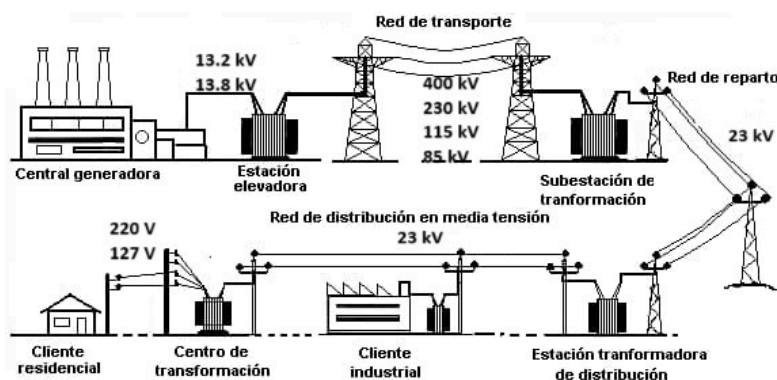 Red de transporte
13.2 kV
13.8 kV
400 kV
230 kV
115 kV
85 kV
Red de reparto
23 kV
Central generadora
Estación
elevadora
Subestación de
tranformación
Red de distribución en media tensión
23 kV
220 V
127 V
Cliente
residencial
Centro de
transformación
Cliente
industrial
Estación tranformadora
de distribución